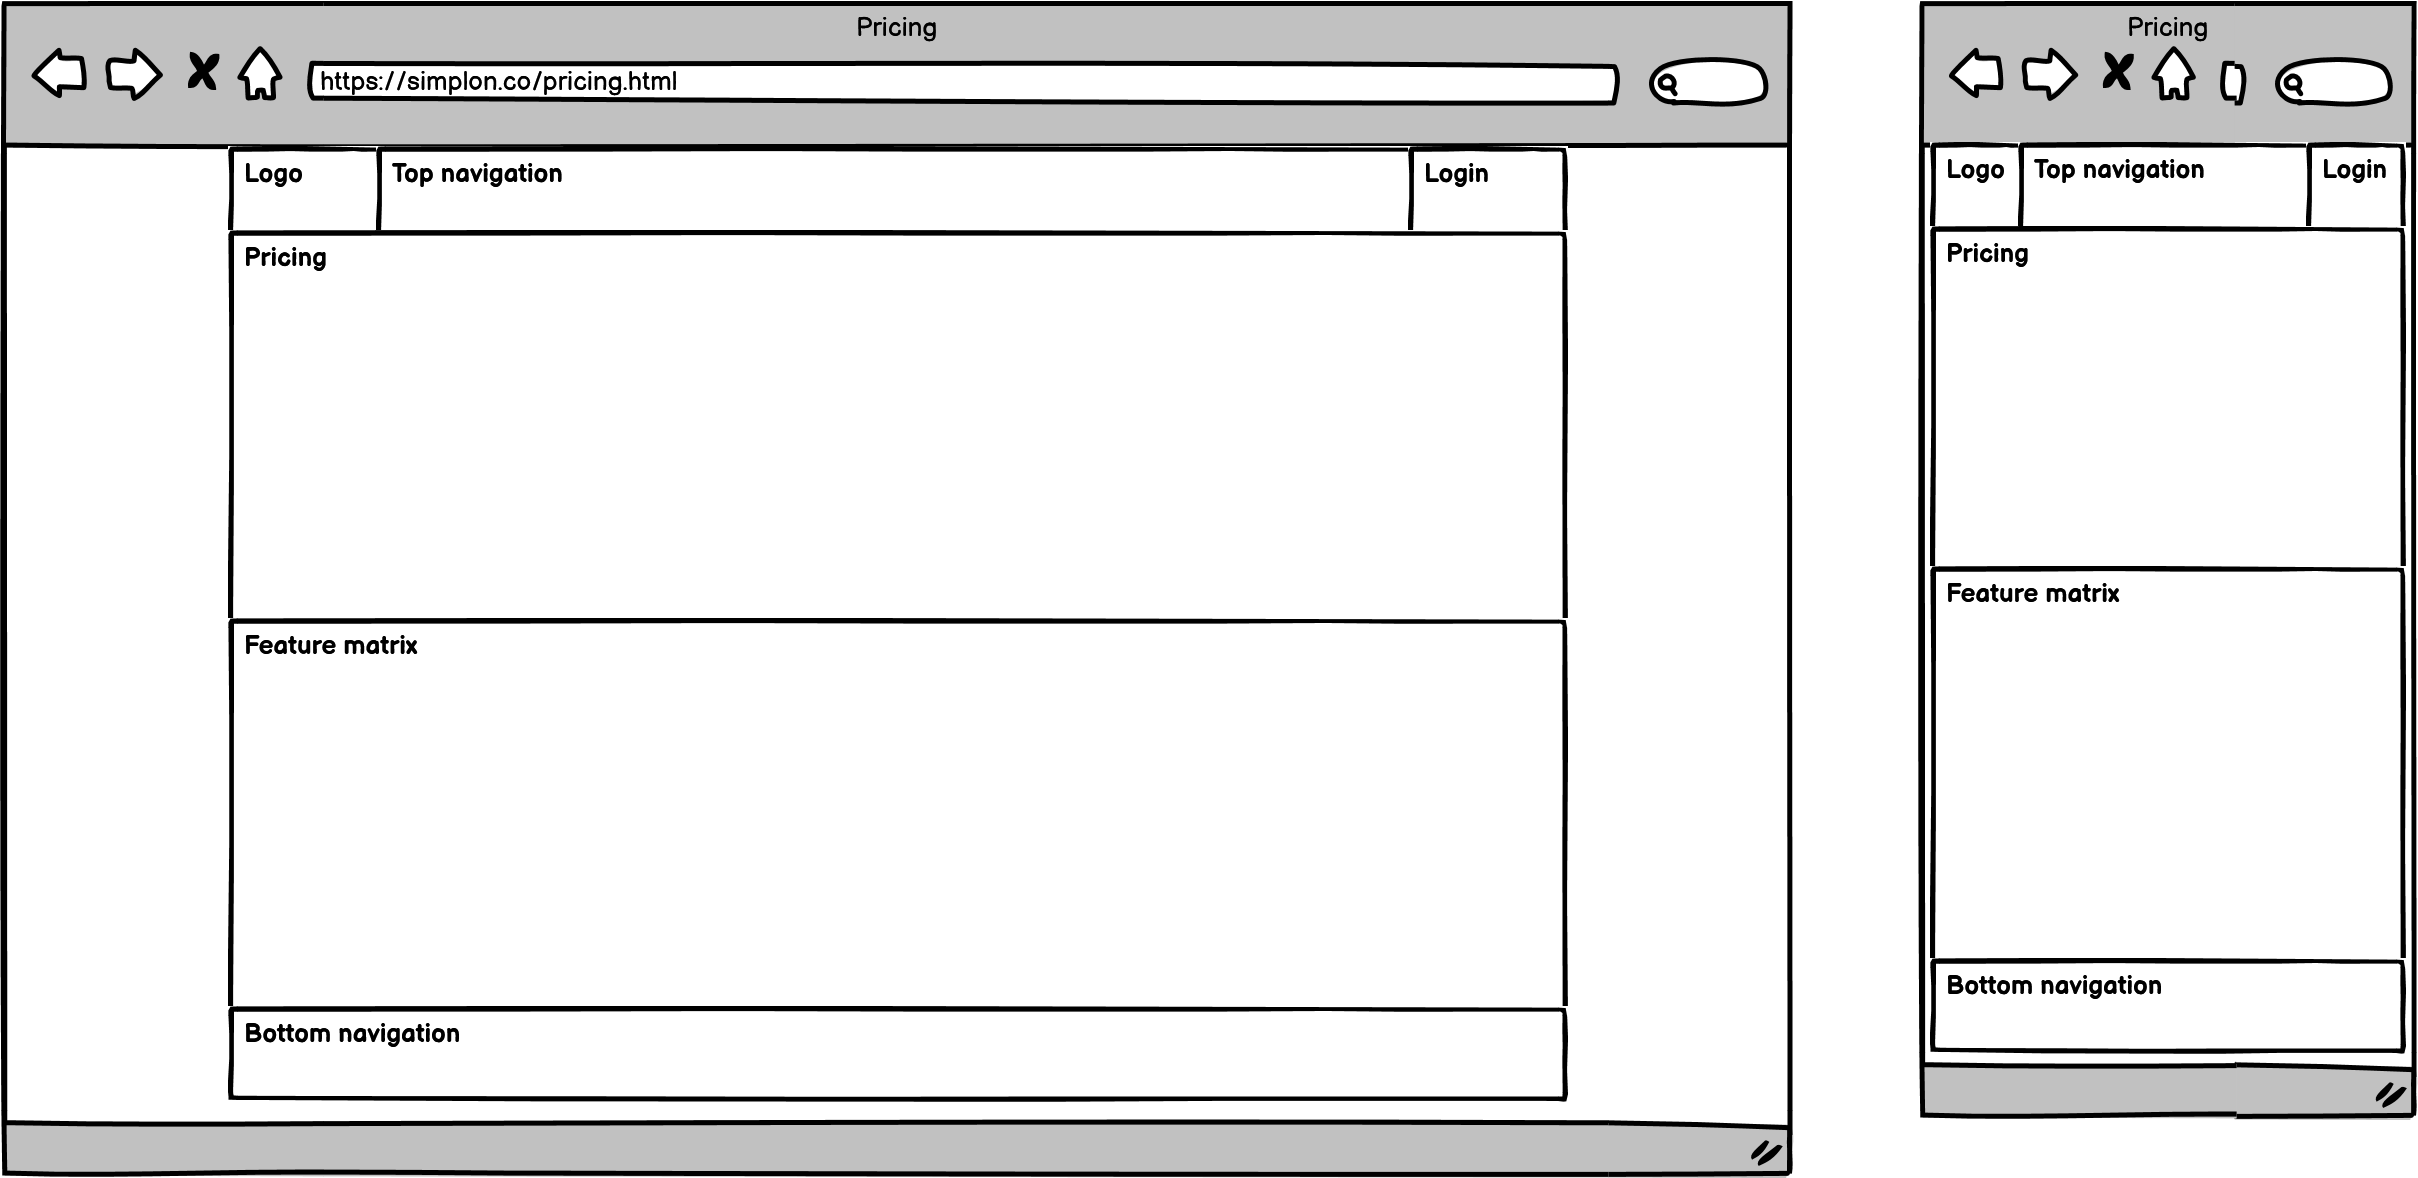 Pricing
https://simplon.co/pricing.html
Logo
Top navigation
Login
Pricing
Feature matrix
Bottom navigation
Pricing
Logo
Top navigation
Login
Pricing
Feature matrix
Bottom navigation